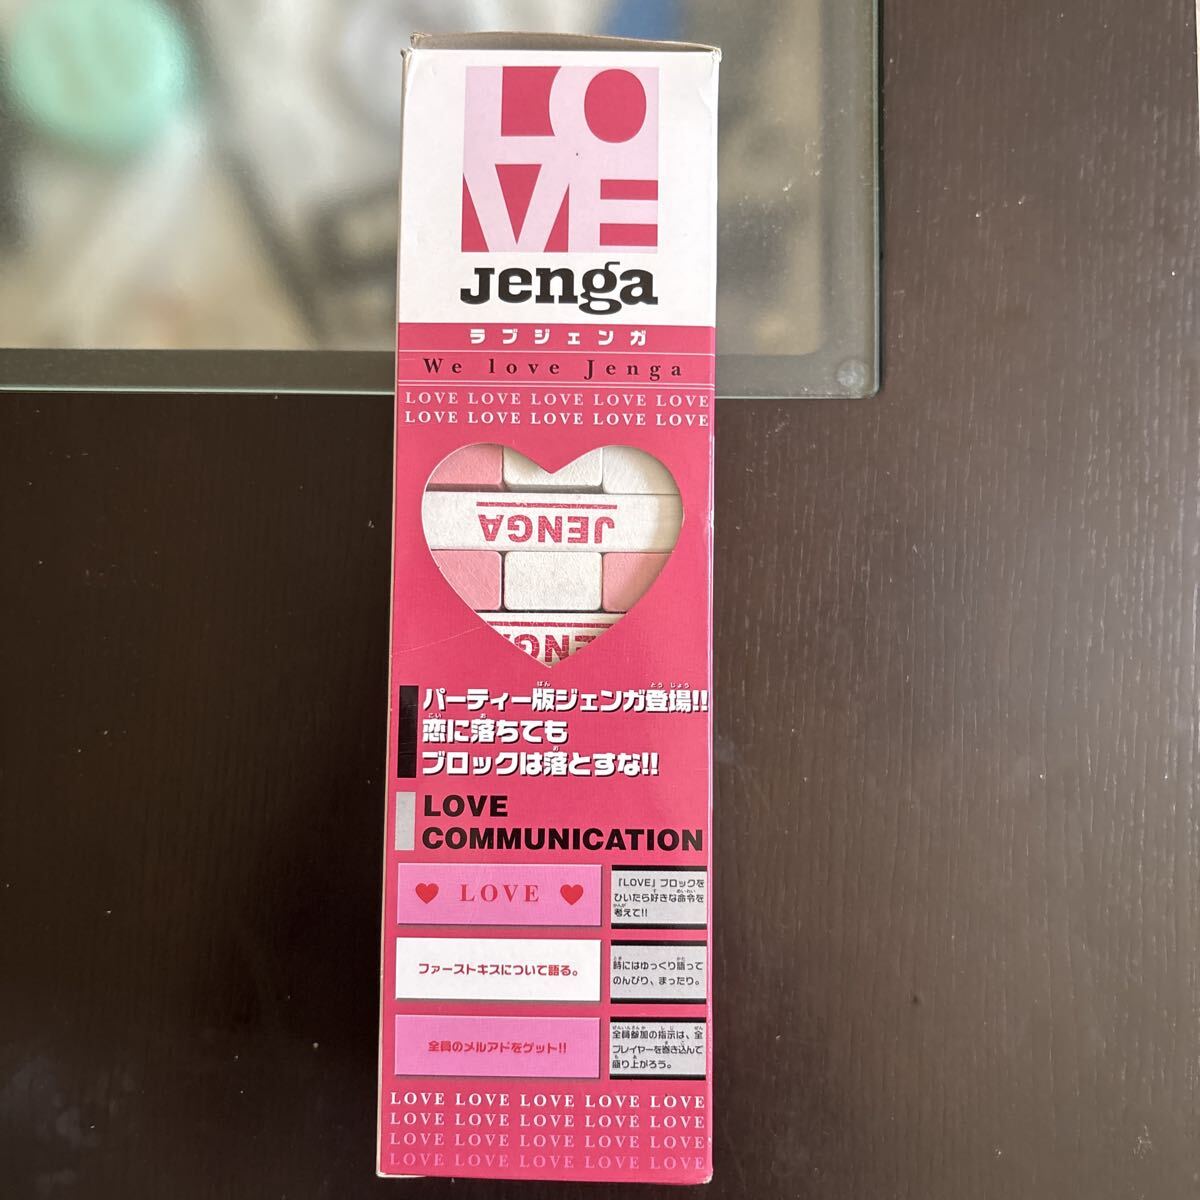 LOVE
Jenga
ラブジェンガ
We love Jenga
LOVE LOVE LOVE LOVE LOVE
LOVE LOVE LOVE LOVE LOVE
JENGA
JENGA
パーティー版ジェンガ登場!!
恋に落ちても
ブロックは落とすな!!
LOVE
COMMUNICATION
♥ LOVE ♥
「LOVE」ブロックを
ひいたら好きな命令を
考えて!!
ファーストキスについて語る。
時にはゆっくり語って
のんびり、まったり。
全員のメルアドをゲット!!
全員参加の指示は、全
プレイヤーを巻き込んで
盛り上がろう。
LOVE LOVE LOVE LOVE LOVE
LOVE LOVE LOVE LOVE LOVE
LOVE LOVE LOVE LOVE LOVE
LOVE LOVE LOVE LOVE LOVE